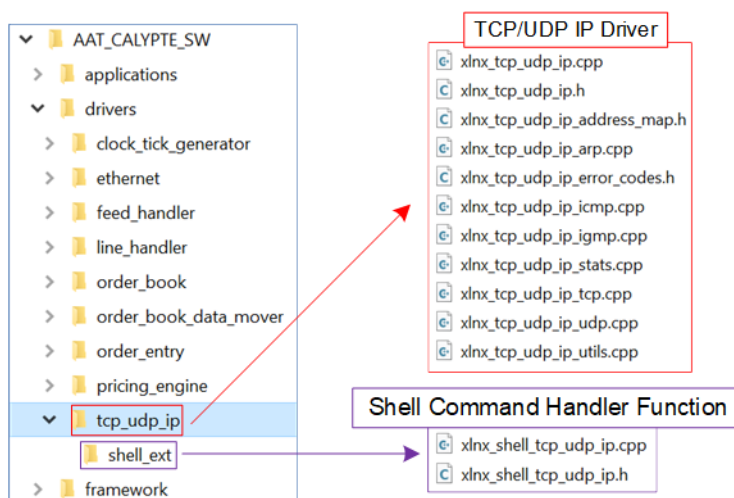 AAT_CALYPTE_SW
applications
drivers
clock_tick_generator
ethernet
feed_handler
line_handler
order_book
order_book_data_mover
order_entry
pricing_engine
tcp_udp_ip
shell_ext
framework
TCP/UDP IP Driver
xlnx_tcp_udp_ip.cpp
xlnx_tcp_udp_ip.h
xlnx_tcp_udp_ip_address_map.h
xlnx_tcp_udp_ip_arp.cpp
xlnx_tcp_udp_ip_error_codes.h
xlnx_tcp_udp_ip_icmp.cpp
xlnx_tcp_udp_ip_igmp.cpp
xlnx_tcp_udp_ip_stats.cpp
xlnx_tcp_udp_ip_tcp.cpp
xlnx_tcp_udp_ip_udp.cpp
xlnx_tcp_udp_ip_utils.cpp
Shell Command Handler Function
xlnx_shell_tcp_udp_ip.cpp
xlnx_shell_tcp_udp_ip.h